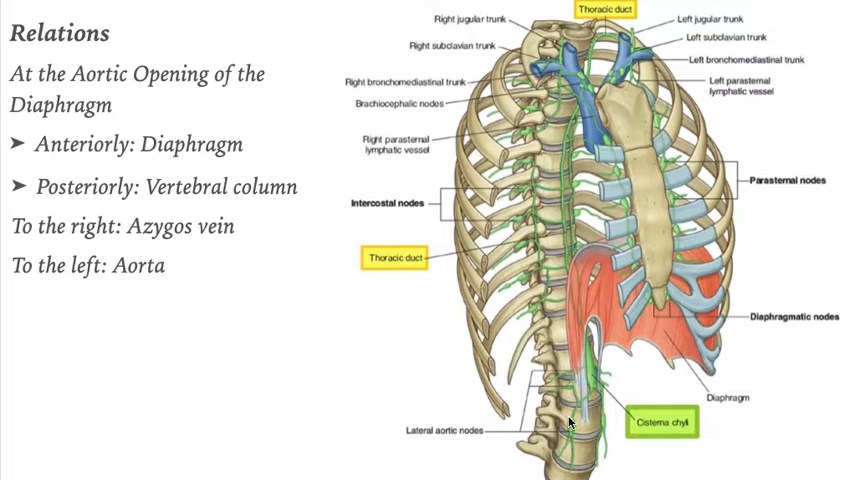 Relations
At the Aortic Opening of the
Diaphragm
➤ Anteriorly: Diaphragm
➤ Posteriorly: Vertebral column
To the right: Azygos vein
To the left: Aorta
Thoracic duct
Right jugular trunk
Left jugular trunk
Right subclavian trunk
Left subclavian trunk
Left bronchomediastinal trunk
Right bronchomediastinal trunk
Left parasternal
lymphatic vessel
Brachiocephalic nodes
Right parasternal
lymphatic vessel
Parasternal nodes
Intercostal nodes
Thoracic duct
Diaphragmatic nodes
Diaphragm
Cisterna chyli
Lateral aortic nodes